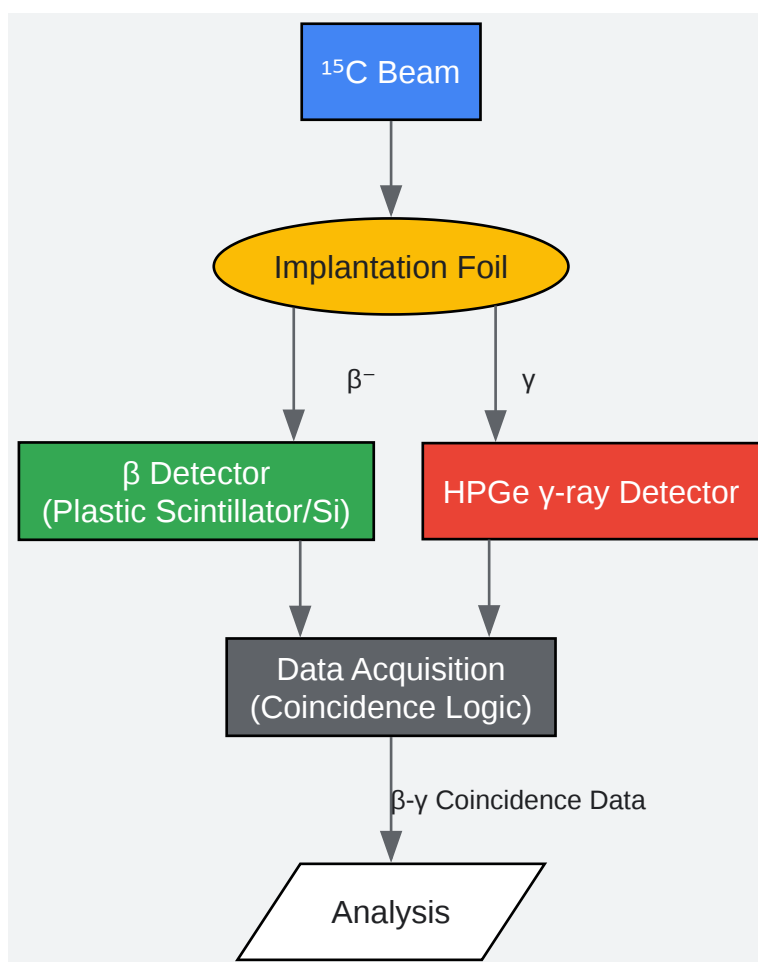 ¹⁵C Beam
Implantation Foil
β⁻
γ
β Detector
(Plastic Scintillator/Si)
HPGe γ-ray Detector
Data Acquisition
(Coincidence Logic)
β-γ Coincidence Data
Analysis